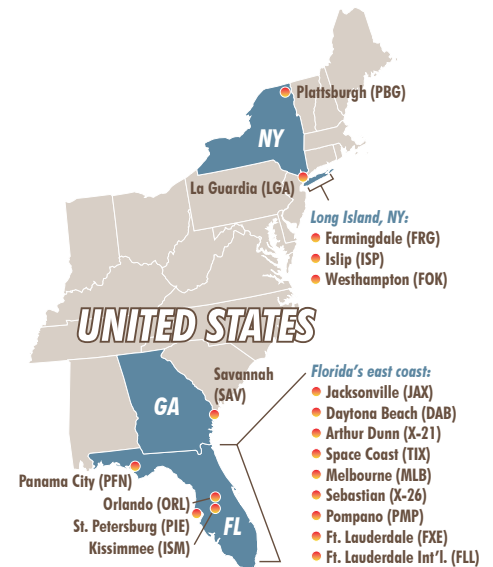 Plattsburgh (PBG)
NY
La Guardia (LGA)
Long Island, NY:
Farmingdale (FRG)
Islip (ISP)
Westhampton (FOK)
UNITED STATES
Savannah
(SAV)
GA
Florida's east coast:
Jacksonville (JAX)
Daytona Beach (DAB)
Arthur Dunn (X-21)
Space Coast (TIX)
Melbourne (MLB)
Sebastian (X-26)
Pompano (PMP)
Ft. Lauderdale (FXE)
Ft. Lauderdale Int'l. (FLL)
Panama City (PFN)
Orlando (ORL)
St. Petersburg (PIE)
Kissimmee (ISM)
FL